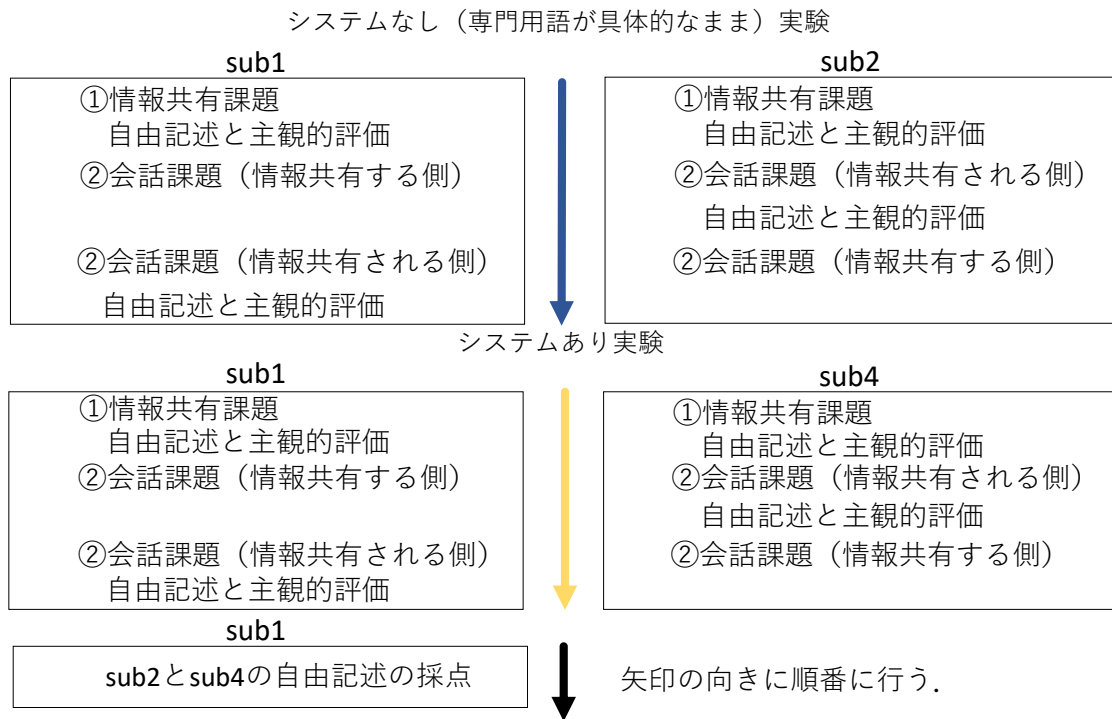 システムなし（専門用語が具体的なまま）実験
sub1
①情報共有課題
自由記述と主観的評価
②会話課題（情報共有する側）
②会話課題（情報共有される側）
自由記述と主観的評価
sub2
①情報共有課題
自由記述と主観的評価
②会話課題（情報共有される側）
自由記述と主観的評価
②会話課題（情報共有する側）
システムあり実験
sub1
①情報共有課題
自由記述と主観的評価
②会話課題（情報共有する側）
②会話課題（情報共有される側）
自由記述と主観的評価
sub4
①情報共有課題
自由記述と主観的評価
②会話課題（情報共有される側）
自由記述と主観的評価
②会話課題（情報共有する側）
sub1
sub2とsub4の自由記述の採点
矢印の向きに順番に行う.